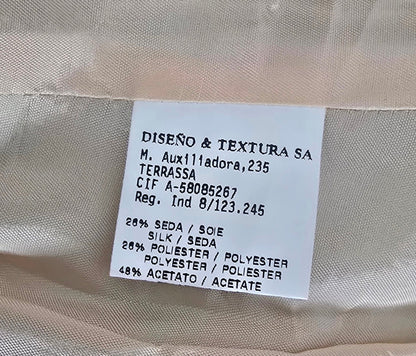 DISEÑO & TEXTURA SA
M. Auxiliadora,235
TERRASSA
CIF A-58085267
Reg. Ind 8/123.245
26% SEDA / SOIE
SILK / SEDA
26% POLIESTER / POLYESTER
POLYESTER / POLIESTER
48% ACETATO / ACETATE